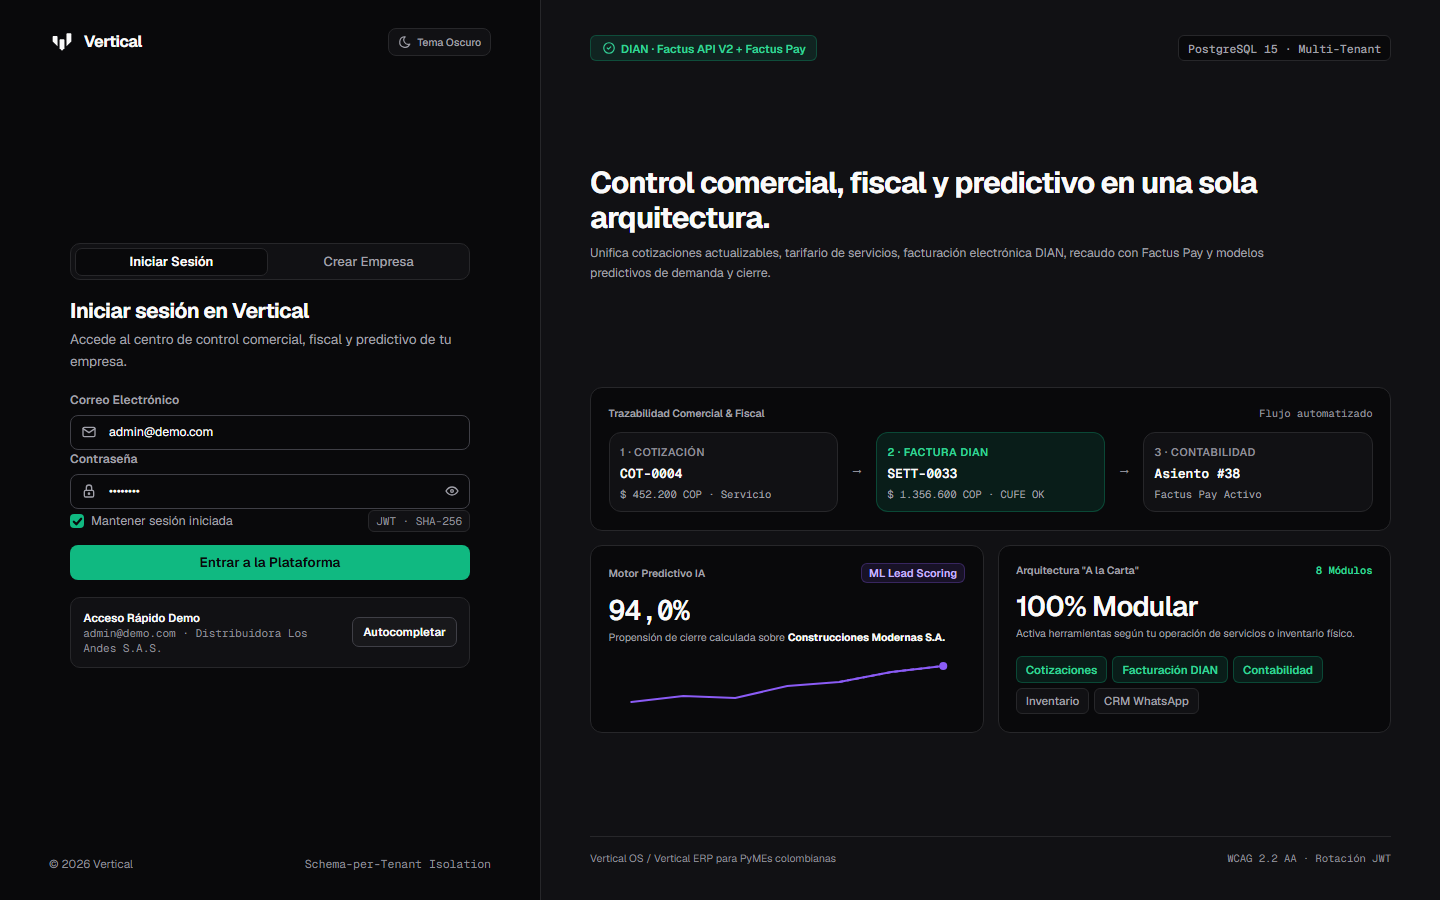 Vertical
Tema Oscuro
Iniciar Sesión
Crear Empresa
Iniciar sesión en Vertical
Accede al centro de control comercial, fiscal y predictivo de tu
empresa.
Correo Electrónico
admin@demo.com
Contraseña
••••••••
Mantener sesión iniciada
JWT · SHA-256
Entrar a la Plataforma
Acceso Rápido Demo
admin@demo.com · Distribuidora Los
Andes S.A.S.
Autocompletar
© 2026 Vertical
Schema-per-Tenant Isolation
DIAN · Factus API V2 + Factus Pay
PostgreSQL 15 · Multi-Tenant
Control comercial, fiscal y predictivo en una sola
arquitectura.
Unifica cotizaciones actualizables, tarifario de servicios, facturación electrónica DIAN, recaudo con Factus Pay y modelos
predictivos de demanda y cierre.
Trazabilidad Comercial & Fiscal
Flujo automatizado
1 · COTIZACIÓN
COT-0004
$ 452.200 COP · Servicio
→
2 · FACTURA DIAN
SETT-0033
$ 1.356.600 COP · CUFE OK
→
3 · CONTABILIDAD
Asiento #38
Factus Pay Activo
Motor Predictivo IA
ML Lead Scoring
94,0%
Propensión de cierre calculada sobre Construcciones Modernas S.A.
Arquitectura "A la Carta"
8 Módulos
100% Modular
Activa herramientas según tu operación de servicios o inventario físico.
Cotizaciones
Facturación DIAN
Contabilidad
Inventario
CRM WhatsApp
Vertical OS / Vertical ERP para PyMEs colombianas
WCAG 2.2 AA · Rotación JWT